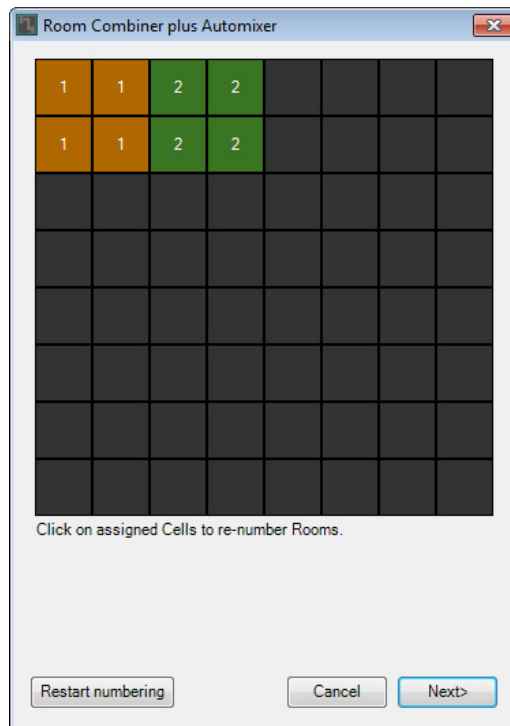 Room Combiner plus Automixer
1 1 2 2
1 1 2 2
Click on assigned Cells to re-number Rooms.
Restart numbering Cancel Next>